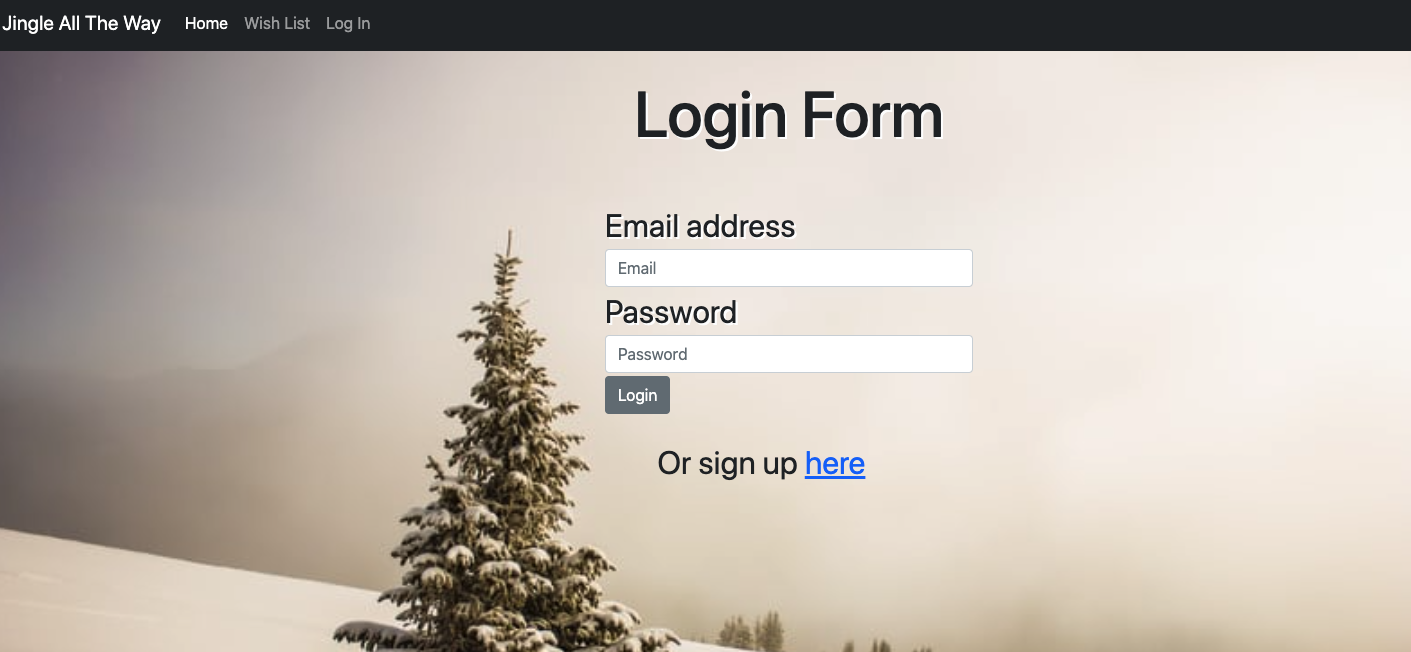 Jingle All The Way Home Wish List Log In
Login Form
Email address
Email
Password
Password
Login
Or sign up here